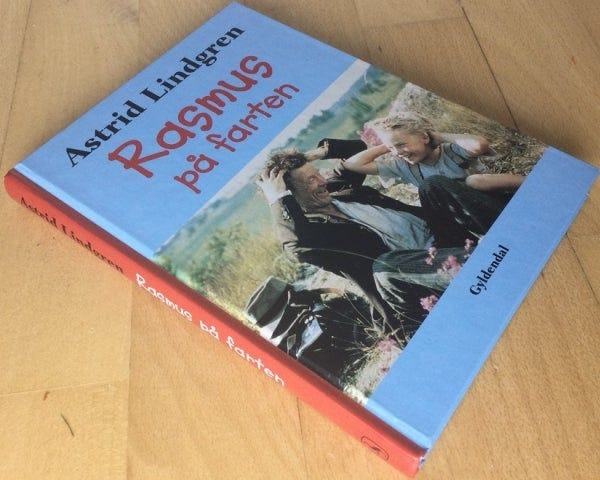 Astrid Lindgren
Rasmus
på farten
Gyldendal
Astrid Lindgren Rasmus på farten